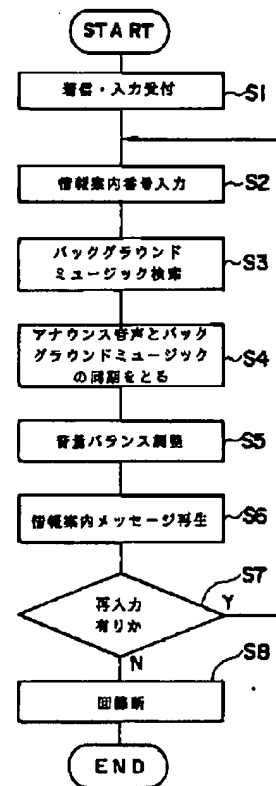 START
着信・入力受付
S1
情報案内番号入力
S2
バックグラウンド
ミュージック検索
S3
アナウンス音声とバック
グラウンドミュージック
の同期をとる
S4
音量バランス調整
S5
情報案内メッセージ再生
S6
再入力
有りか
S7
Y
N
回線断
S8
END